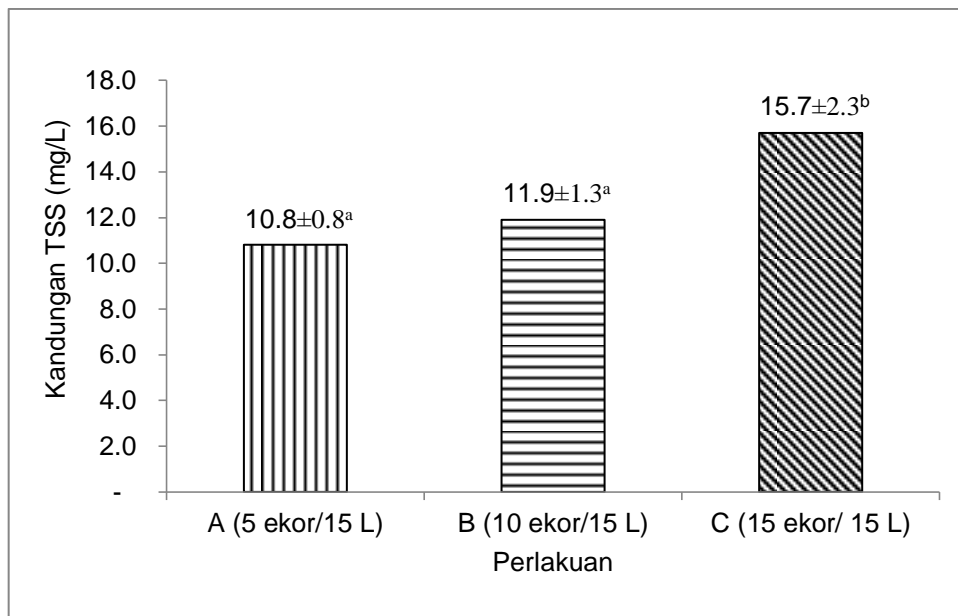 Kandungan TSS (mg/L)
18.0
16.0
14.0
12.0
10.0
8.0
6.0
4.0
2.0
-
10.8±0.8ᵃ
11.9±1.3ᵃ
15.7±2.3ᵇ
A (5 ekor/15 L)
B (10 ekor/15 L)
C (15 ekor/ 15 L)
Perlakuan